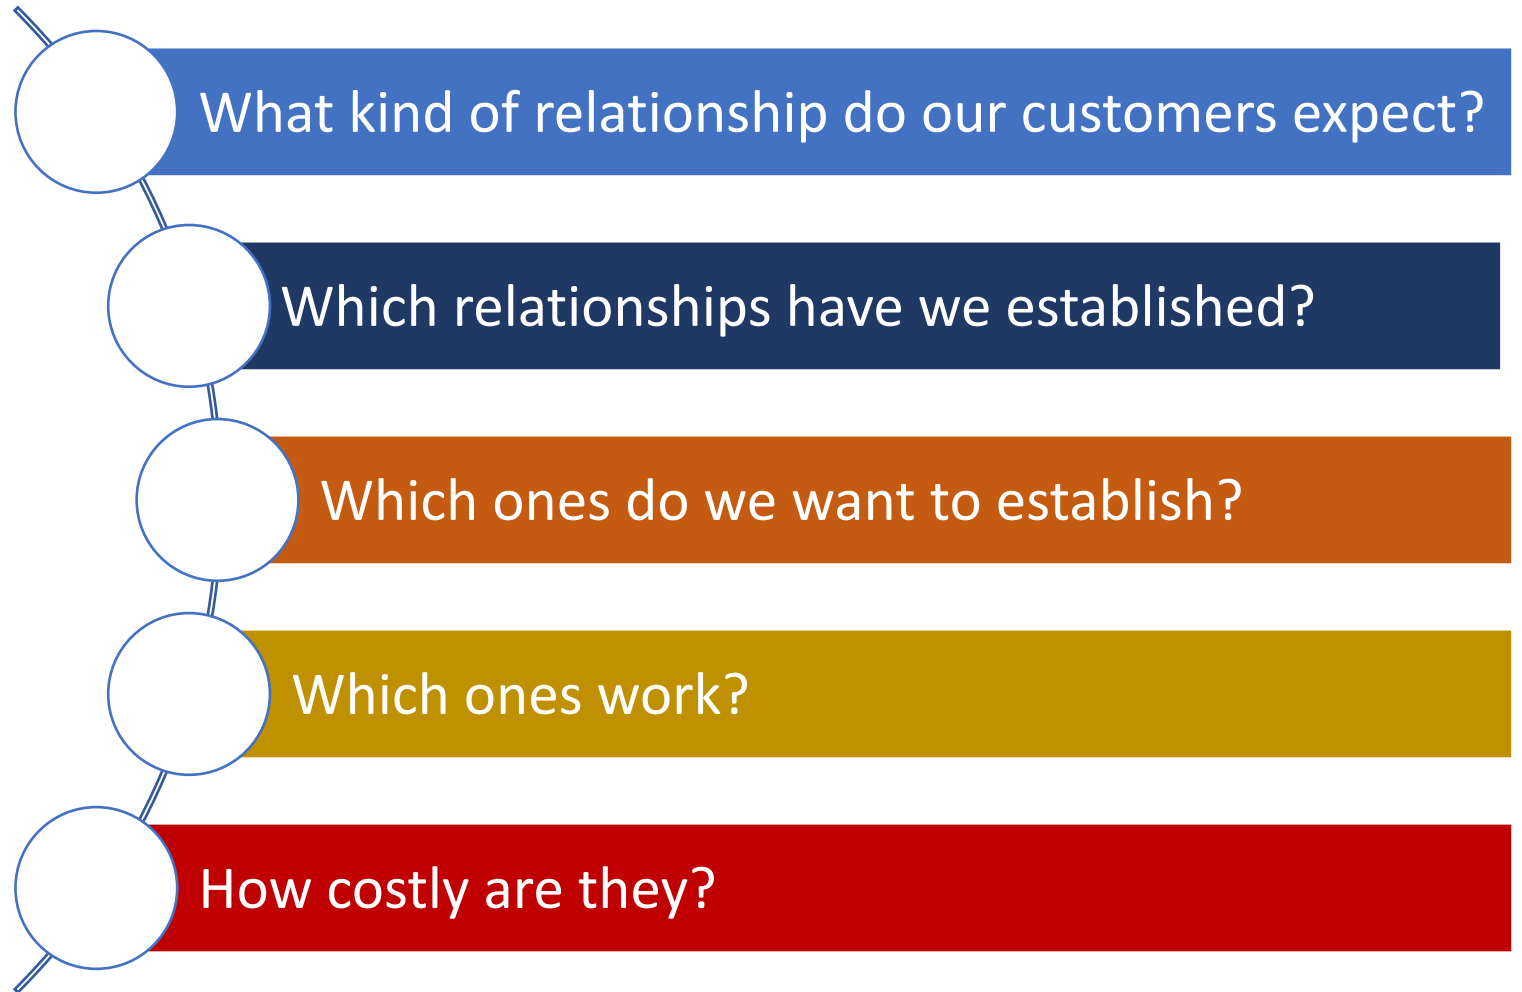 What kind of relationship do our customers expect?
Which relationships have we established?
Which ones do we want to establish?
Which ones work?
How costly are they?